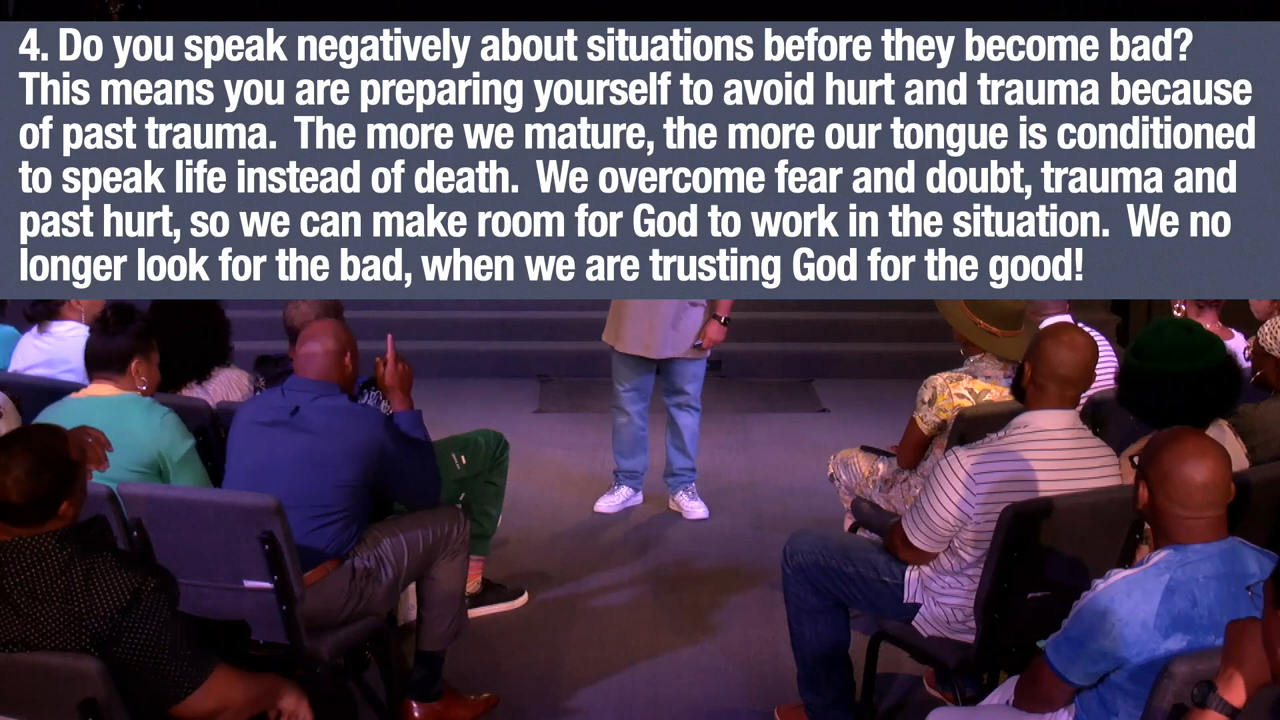 4. Do you speak negatively about situations before they become bad?
This means you are preparing yourself to avoid hurt and trauma because
of past trauma.  The more we mature, the more our tongue is conditioned
to speak life instead of death.  We overcome fear and doubt, trauma and
past hurt, so we can make room for God to work in the situation.  We no
longer look for the bad, when we are trusting God for the good!